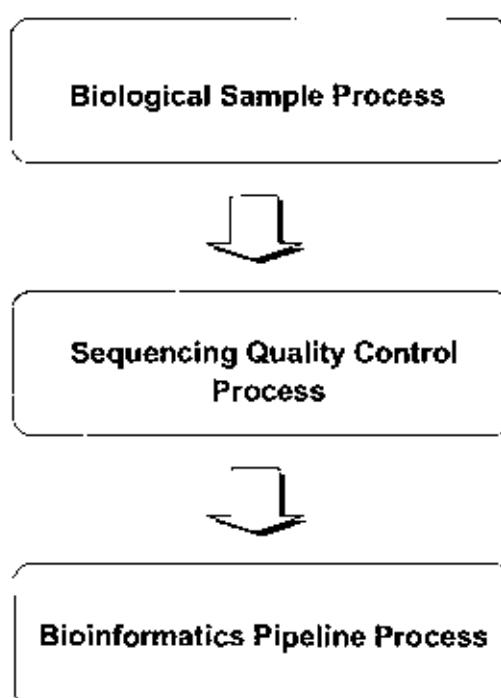 Biological Sample Process
Sequencing Quality Control
Process
Bioinformatics Pipeline Process